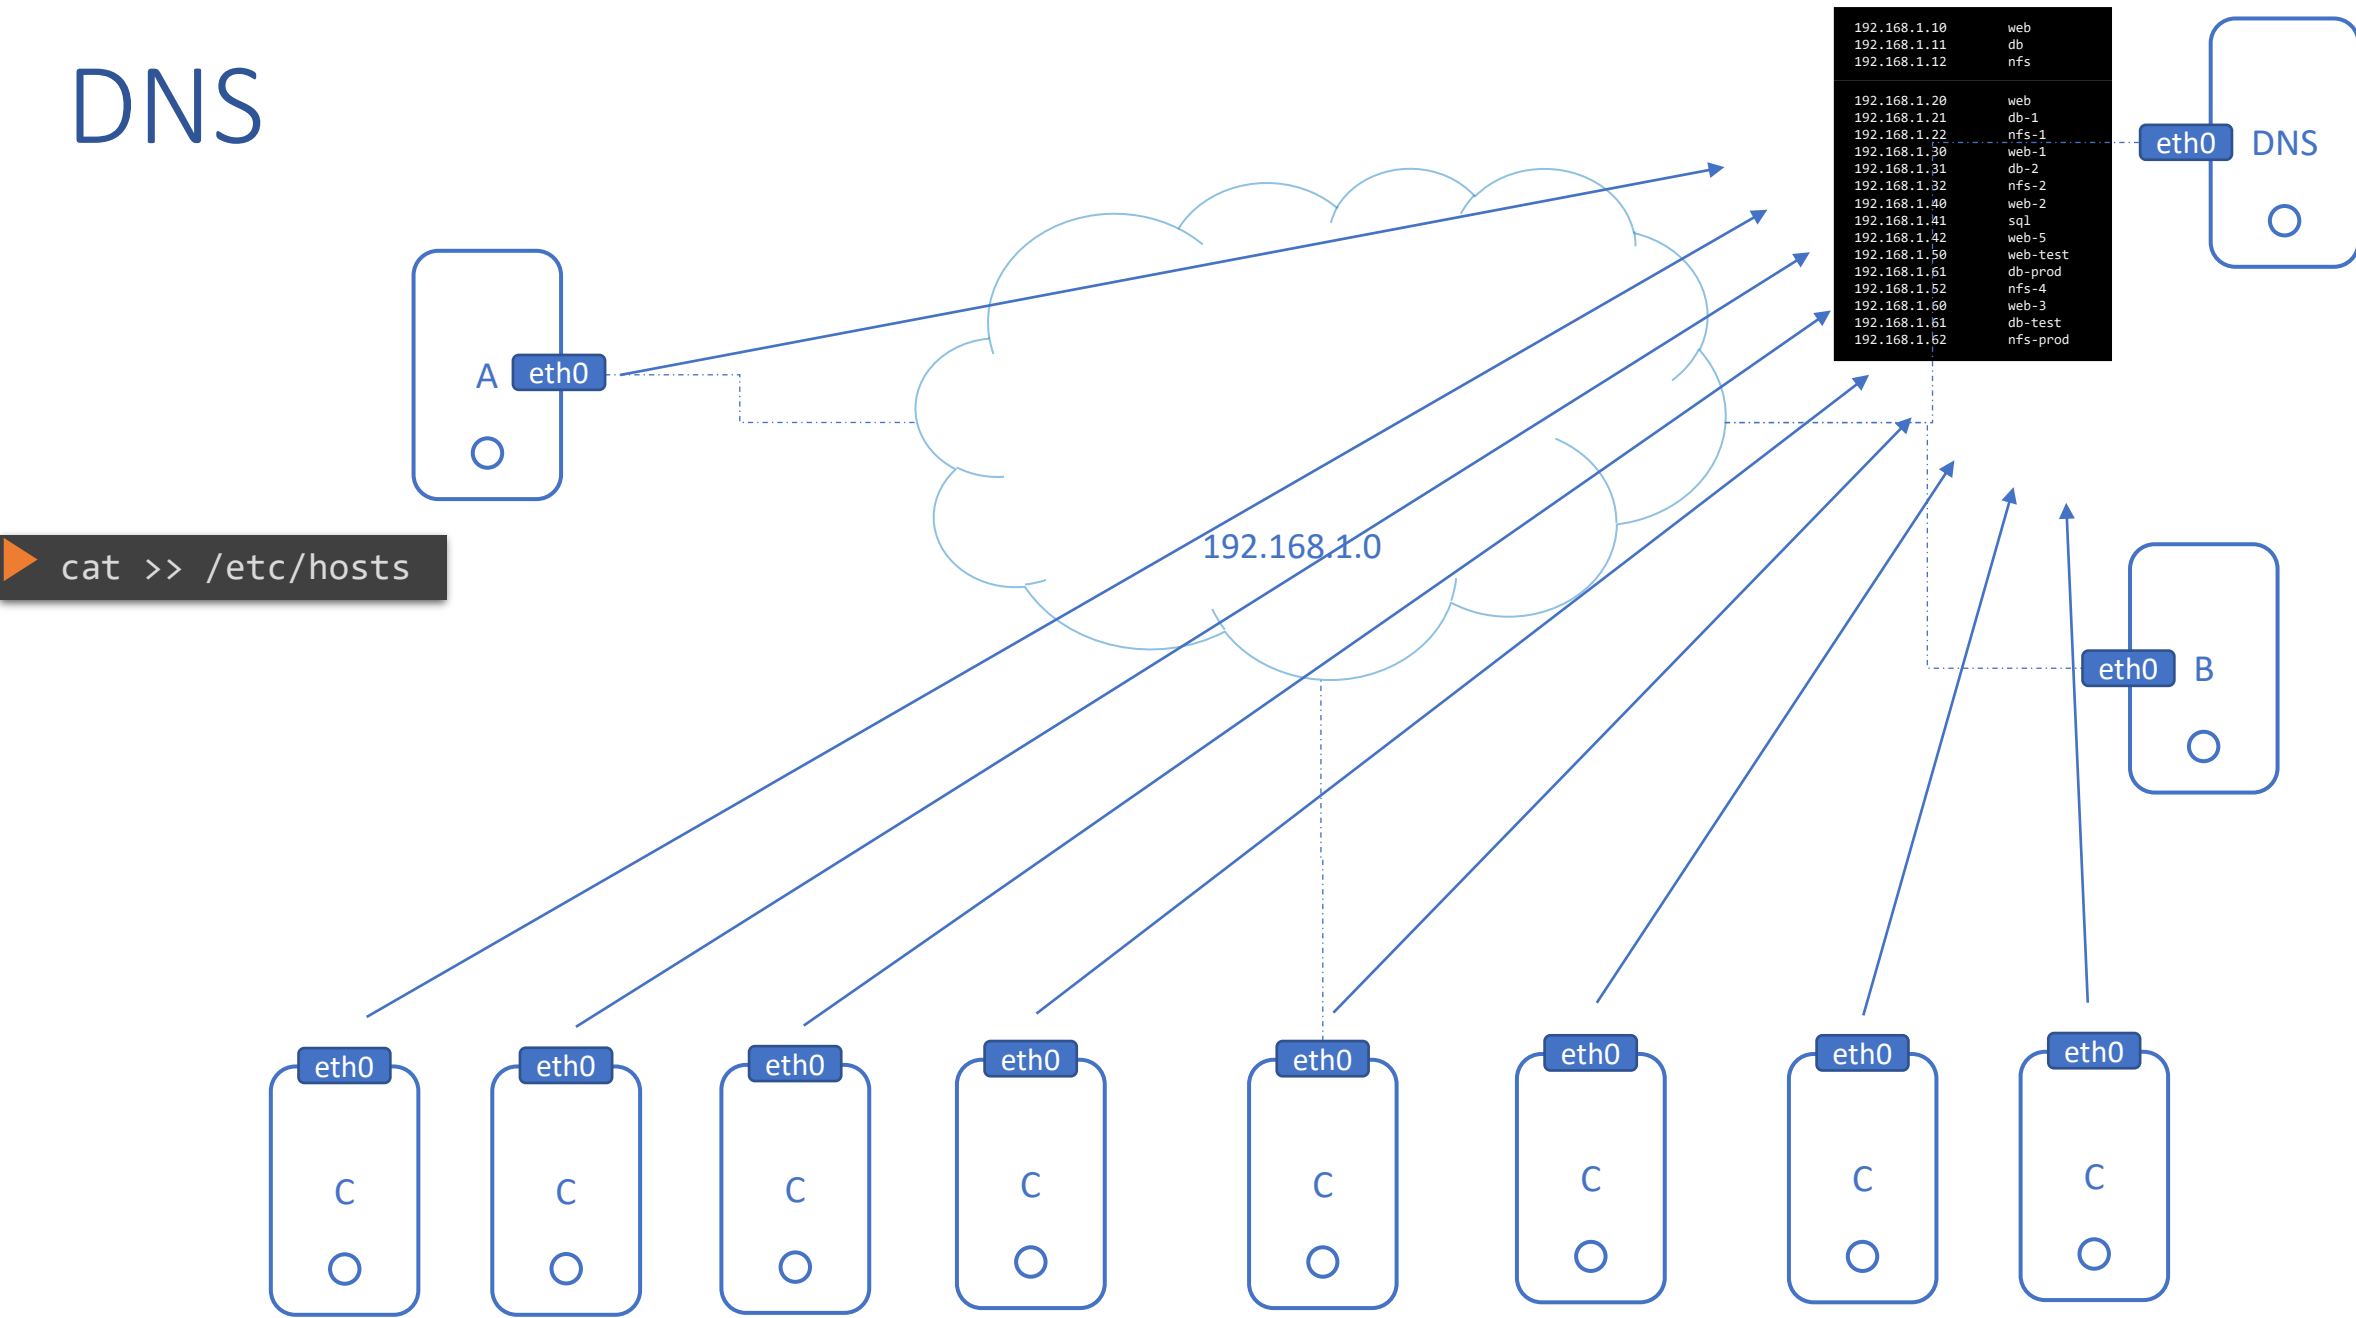 DNS
192.168.1.10 web
192.168.1.11 db
192.168.1.12 nfs
192.168.1.20 web
192.168.1.21 db-1
192.168.1.22 nfs-1
192.168.1.30 web-1
192.168.1.31 db-2
192.168.1.32 nfs-2
192.168.1.40 web-2
192.168.1.41 sql
192.168.1.42 web-5
192.168.1.50 web-test
192.168.1.61 db-prod
192.168.1.52 nfs-4
192.168.1.60 web-3
192.168.1.61 db-test
192.168.1.62 nfs-prod
eth0 DNS
A eth0
cat >> /etc/hosts
192.168.1.0
eth0 B
eth0 eth0 eth0 eth0 eth0 eth0 eth0 eth0
C C C C C C C C